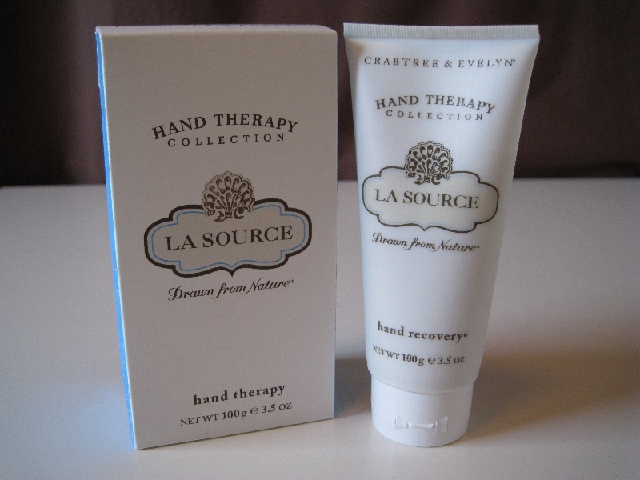 HAND THERAPY
COLLECTION
LA SOURCE
Drawn from Nature®
hand therapy
NET WT 100g ℮ 3.5 OZ
CRABTREE & EVELYN®
HAND THERAPY
COLLECTION
LA SOURCE
Drawn from Nature®
hand recovery®
NET WT 100g ℮ 3.5 OZ